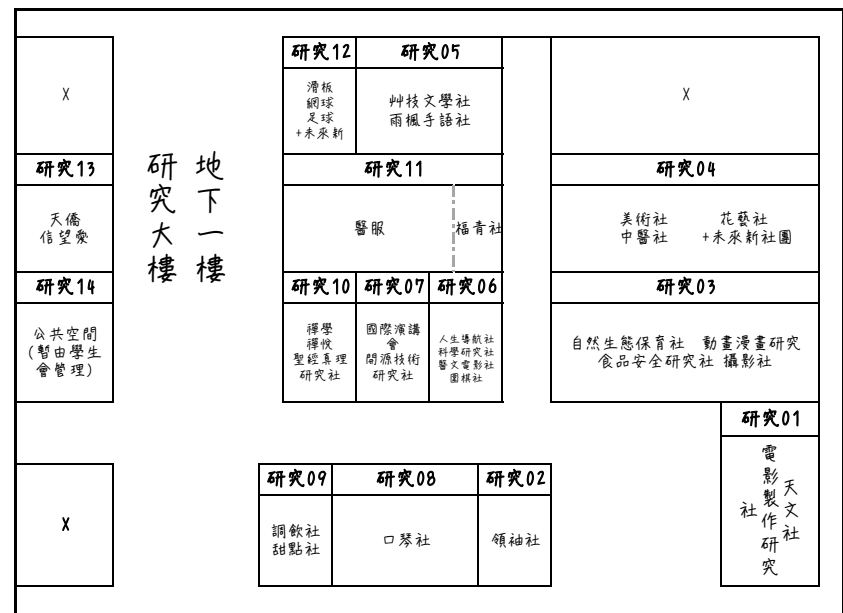 研究12
研究05
X
滑板
網球
足球
+未來新
艸技文學社
雨楓手語社
X
研究大樓
地下一樓
研究13
研究11
研究04
天僑
信望愛
醫服
福青社
美術社 花藝社
中醫社 +未來新社團
研究14
研究10
研究07
研究06
研究03
公共空間
(暫由學生
會管理)
禪學
禪悅
聖經真理
研究社
國際演講
會
開源技術
研究社
人生導航社
科學研究社
醫文電影社
圍棋社
自然生態保育社 動畫漫畫研究
食品安全研究社 攝影社
研究01
電影製作研究
社
天文社
研究09
研究08
研究02
X
調飲社
甜點社
口琴社
領袖社